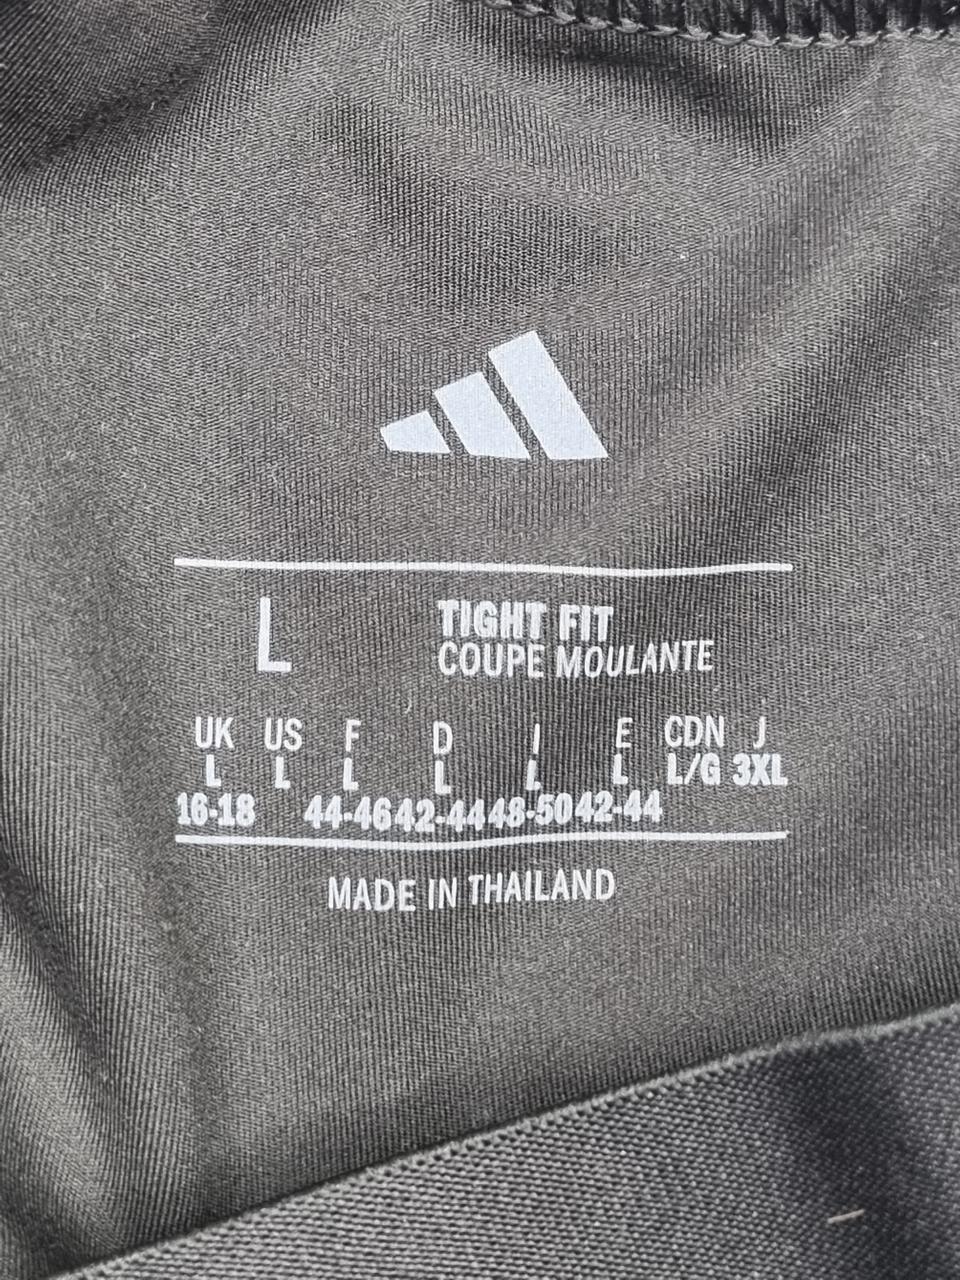 L
TIGHT FIT
COUPE MOULANTE
UK US F D I E CDN J
L L L L L L L/G 3XL
16-18 44-46 42-44 48-50 42-44
MADE IN THAILAND